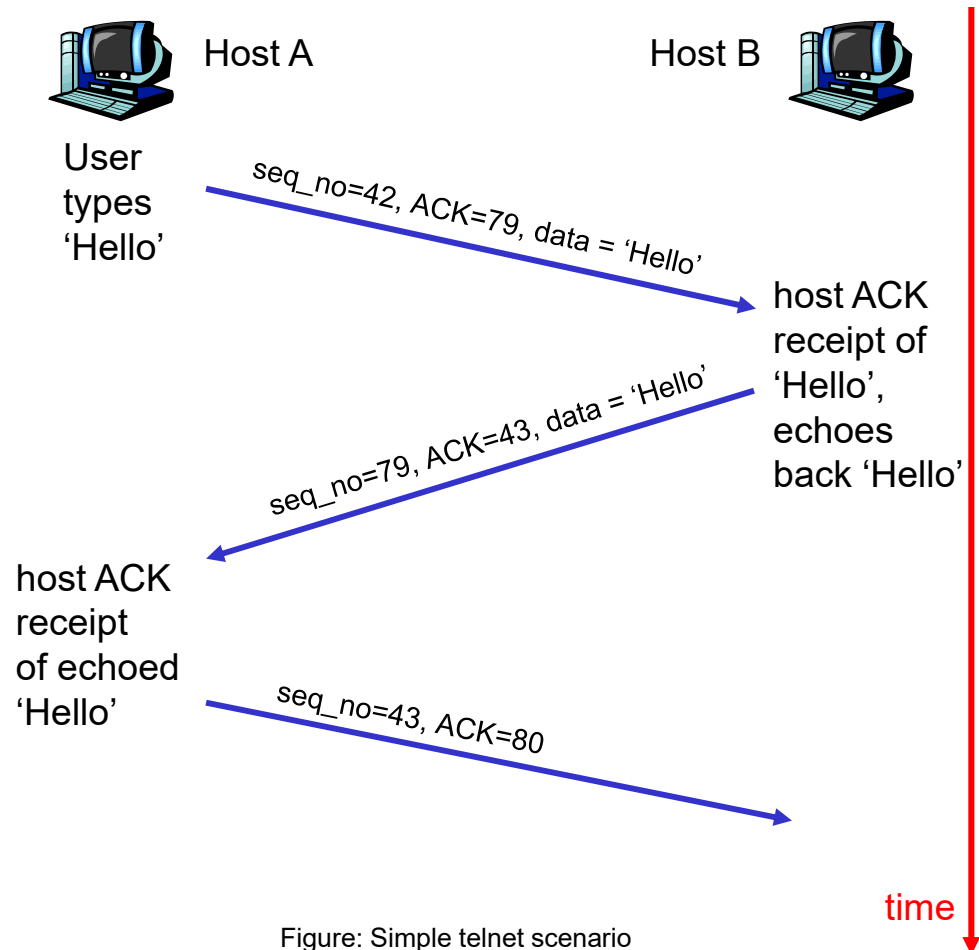 Host A
Host B
User
types
‘Hello’
seq_no=42, ACK=79, data = ‘Hello’
host ACK
receipt of
‘Hello’,
echoes
back ‘Hello’
seq_no=79, ACK=43, data = ‘Hello’
host ACK
receipt
of echoed
‘Hello’
seq_no=43, ACK=80
time
Figure: Simple telnet scenario